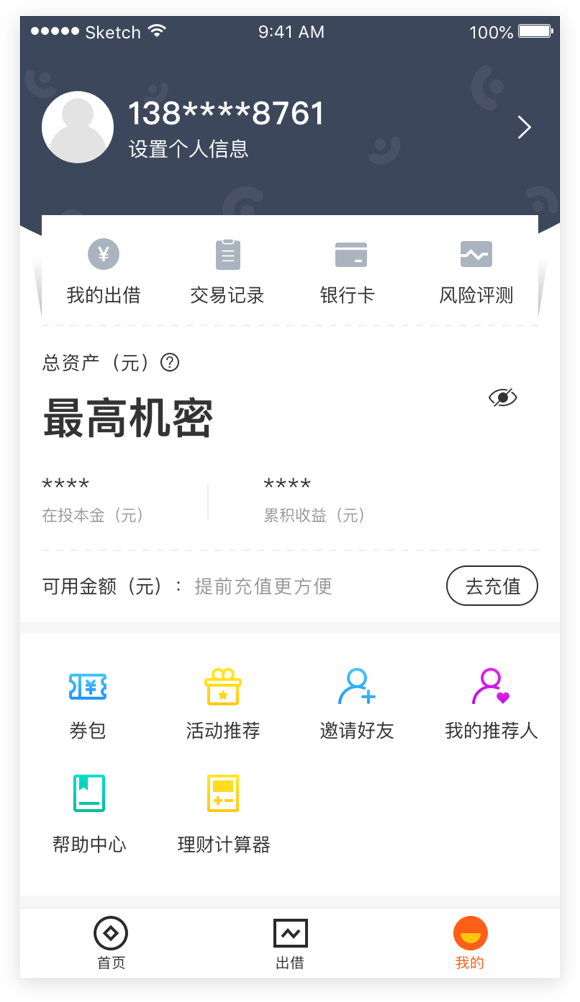 Sketch 9:41 AM 100%
138****8761
设置个人信息
¥
我的出借 交易记录 银行卡 风险评测
总资产（元）?
最高机密
**** ****
在投本金（元） 累积收益（元）
可用金额（元）： 提前充值更方便 去充值
¥
券包 活动推荐 邀请好友 我的推荐人
帮助中心 理财计算器
首页 出借 我的